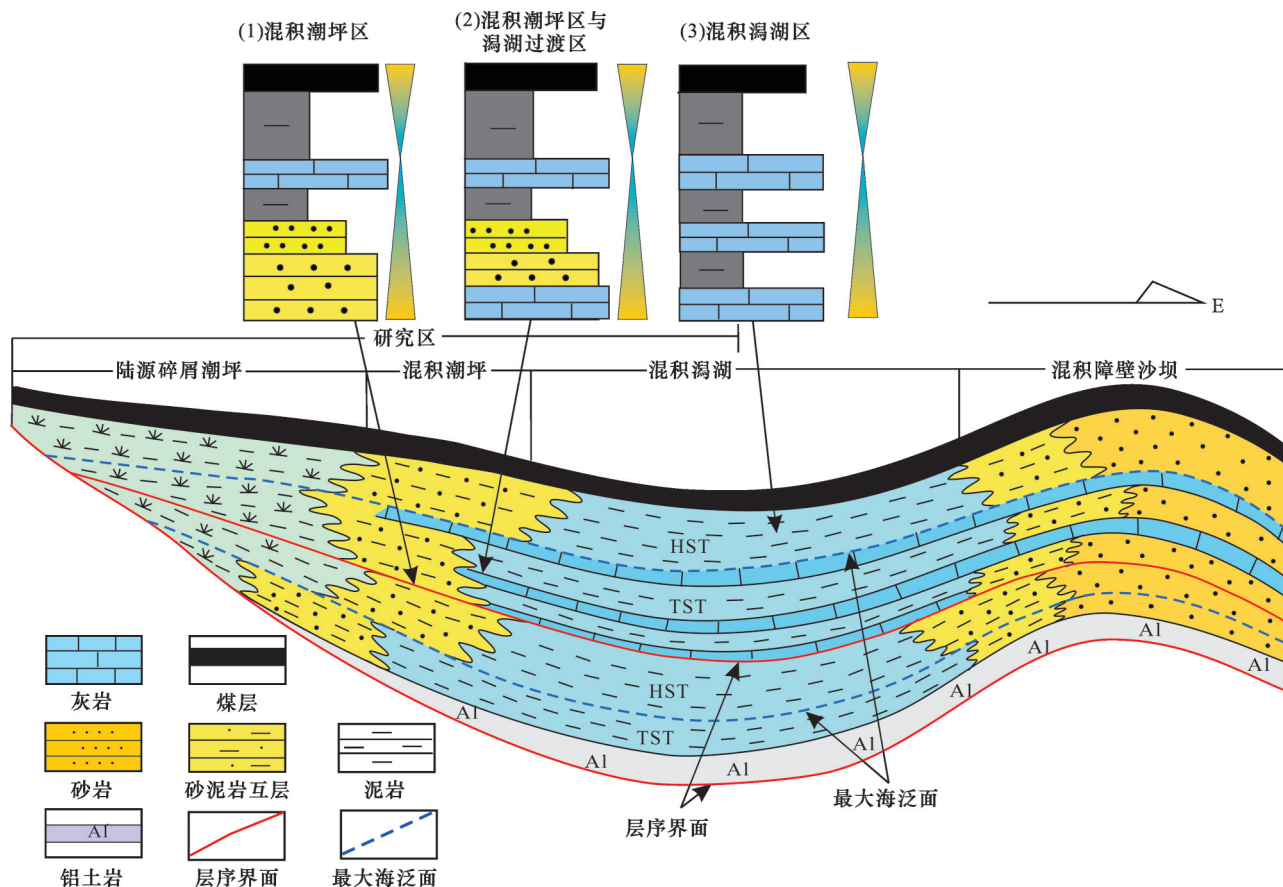 (1)混积潮坪区
(2)混积潮坪区与
潟湖过渡区
(3)混积潟湖区
E
研究区
陆源碎屑潮坪
混积潮坪
混积潟湖
混积障壁沙坝
HST
TST
HST
TST
Al
Al
Al
Al
Al
Al
Al
最大海泛面
层序界面
灰岩
煤层
砂岩
砂泥岩互层
泥岩
Al
铝土岩
层序界面
最大海泛面